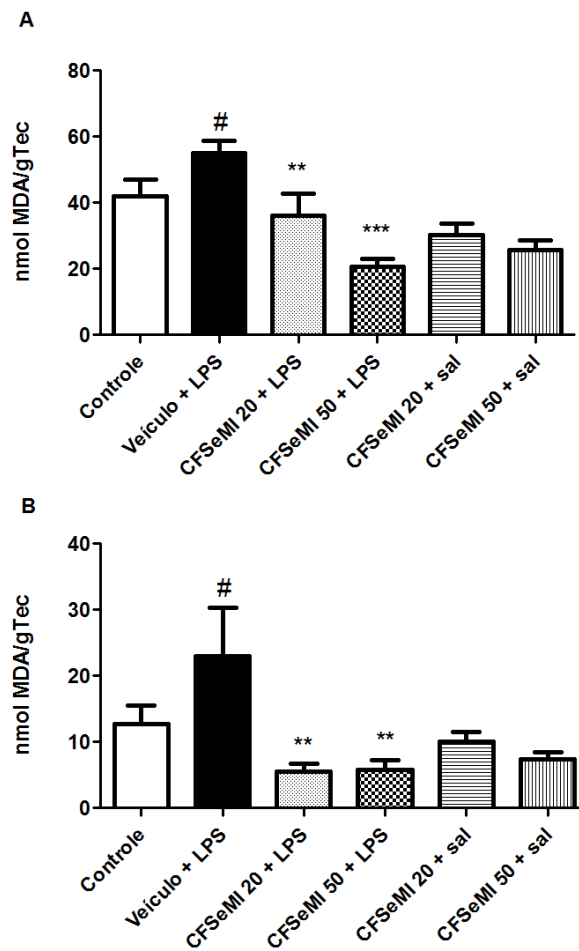 A
80
60
40
20
0
nmol MDA/gTec
#
**
***
Controle
Veículo + LPS
CFSeMI 20 + LPS
CFSeMI 50 + LPS
CFSeMI 20 + sal
CFSeMI 50 + sal
B
40
30
20
10
0
nmol MDA/gTec
#
**
**
Controle
Veículo + LPS
CFSeMI 20 + LPS
CFSeMI 50 + LPS
CFSeMI 20 + sal
CFSeMI 50 + sal